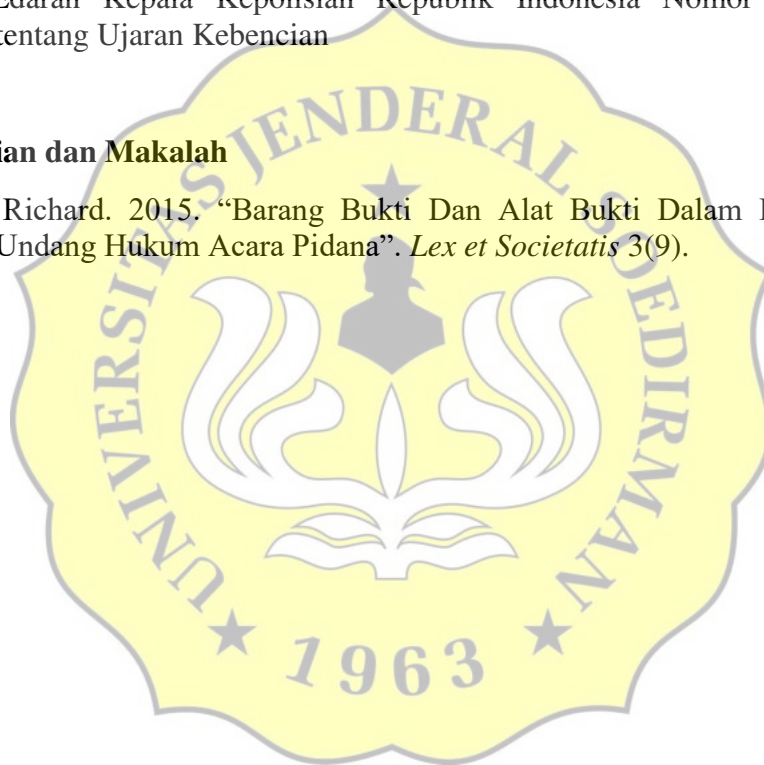 Edaran Kepala Kepolisian Republik Indonesia Nomor
tentang Ujaran Kebencian
ian dan Makalah
Richard. 2015. “Barang Bukti Dan Alat Bukti Dalam
Undang Hukum Acara Pidana”. Lex et Societatis 3(9).
UNIVERSITAS JENDERAL SOEDIRMAN
1963